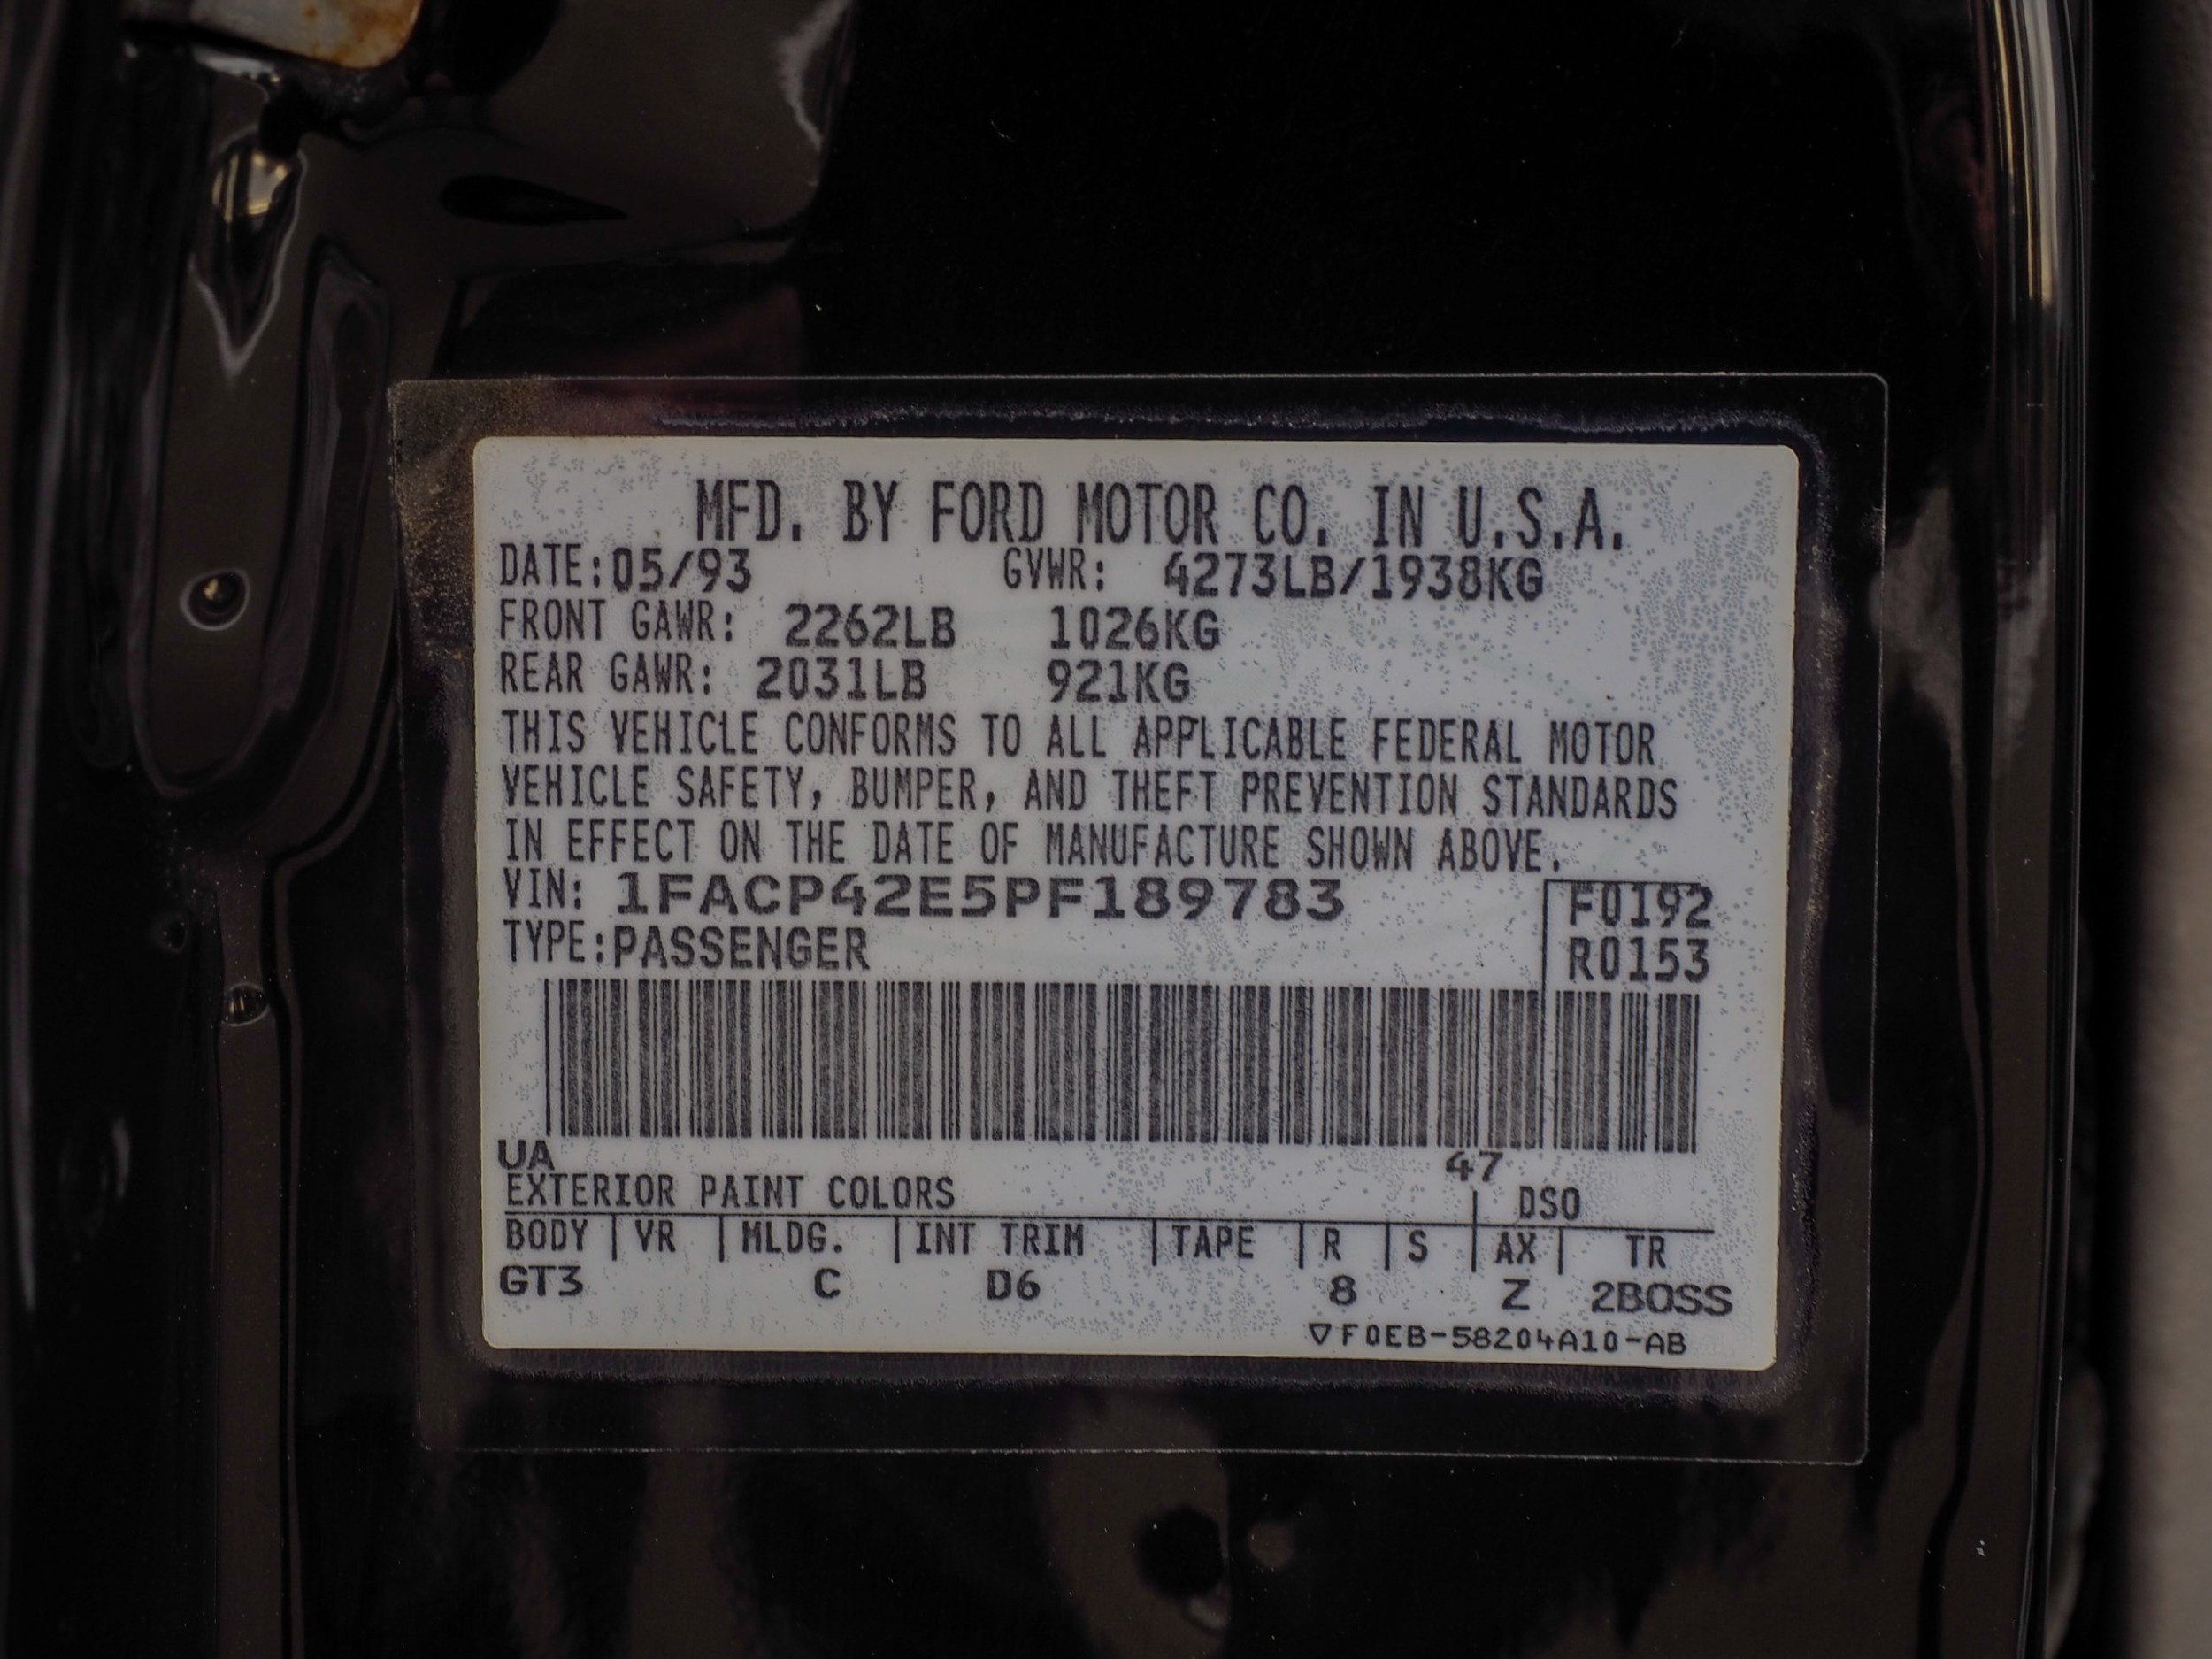 MFD. BY FORD MOTOR CO. IN U.S.A.
DATE:05/93 GVWR: 4273LB/1938KG
FRONT GAWR: 2262LB 1026KG
REAR GAWR: 2031LB 921KG
THIS VEHICLE CONFORMS TO ALL APPLICABLE FEDERAL MOTOR
VEHICLE SAFETY, BUMPER, AND THEFT PREVENTION STANDARDS
IN EFFECT ON THE DATE OF MANUFACTURE SHOWN ABOVE.
VIN: 1FACP42E5PF189783 F0192
TYPE:PASSENGER R0153
UA 47
EXTERIOR PAINT COLORS DSO
BODY VR MLDG. INT TRIM TAPE R S AX TR
GT3 C D6 8 Z 2BOSS
▽F0EB-58204A10-AB